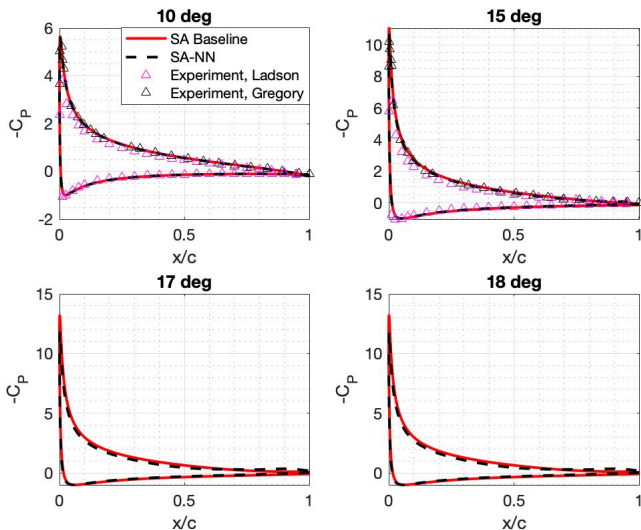 10 deg
6
4
2
0
-2
-C_P
0
0.5
1
x/c
SA Baseline
SA-NN
Experiment, Ladson
Experiment, Gregory
15 deg
10
8
6
4
2
0
-C_P
0
0.5
1
x/c
17 deg
15
10
5
0
-C_P
0
0.5
1
x/c
18 deg
15
10
5
0
-C_P
0
0.5
1
x/c